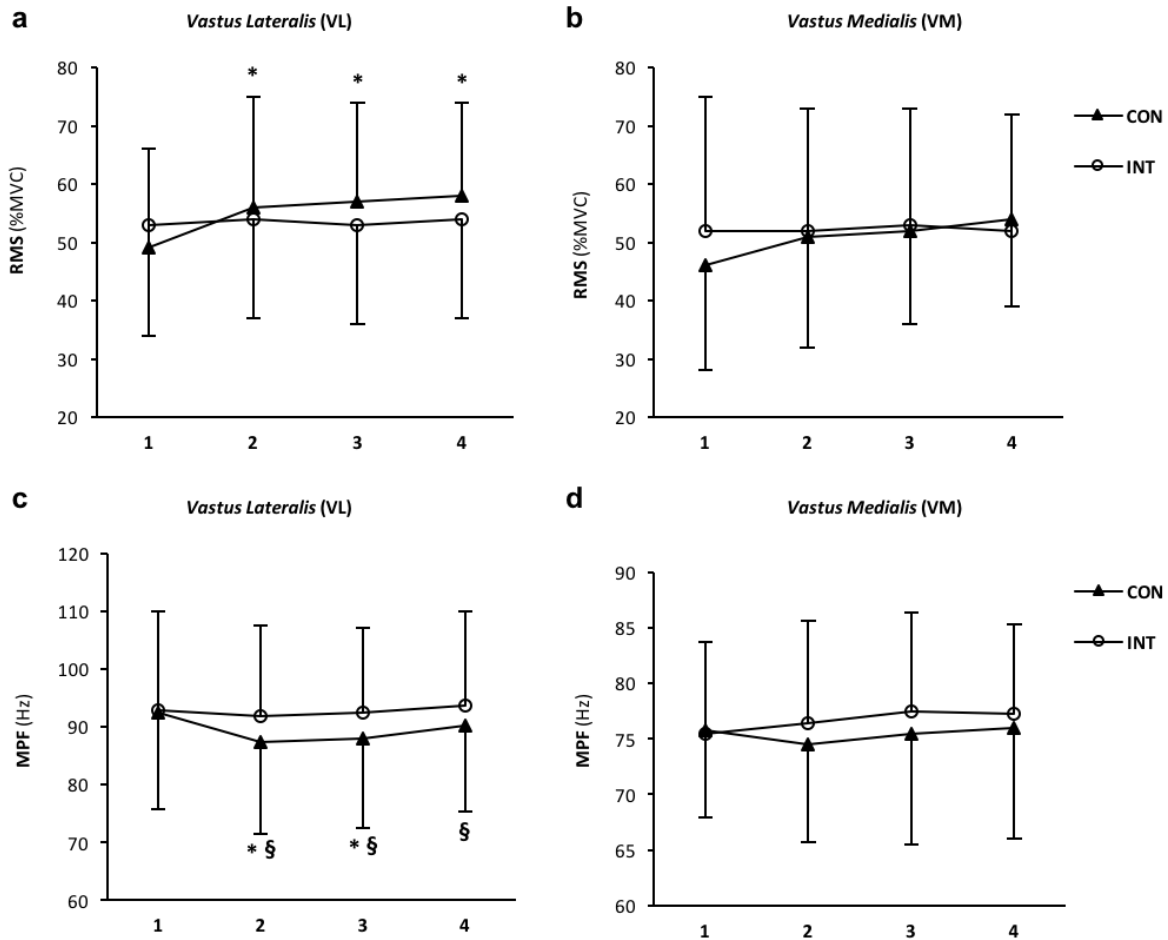 a
Vastus Lateralis (VL)
RMS (%MVC)
80
70
60
50
40
30
20
* * *
1 2 3 4
b
Vastus Medialis (VM)
RMS (%MVC)
80
70
60
50
40
30
20
1 2 3 4
CON
INT
c
Vastus Lateralis (VL)
MPF (Hz)
120
110
100
90
80
70
60
* § * § §
1 2 3 4
d
Vastus Medialis (VM)
MPF (Hz)
90
85
80
75
70
65
60
1 2 3 4
CON
INT